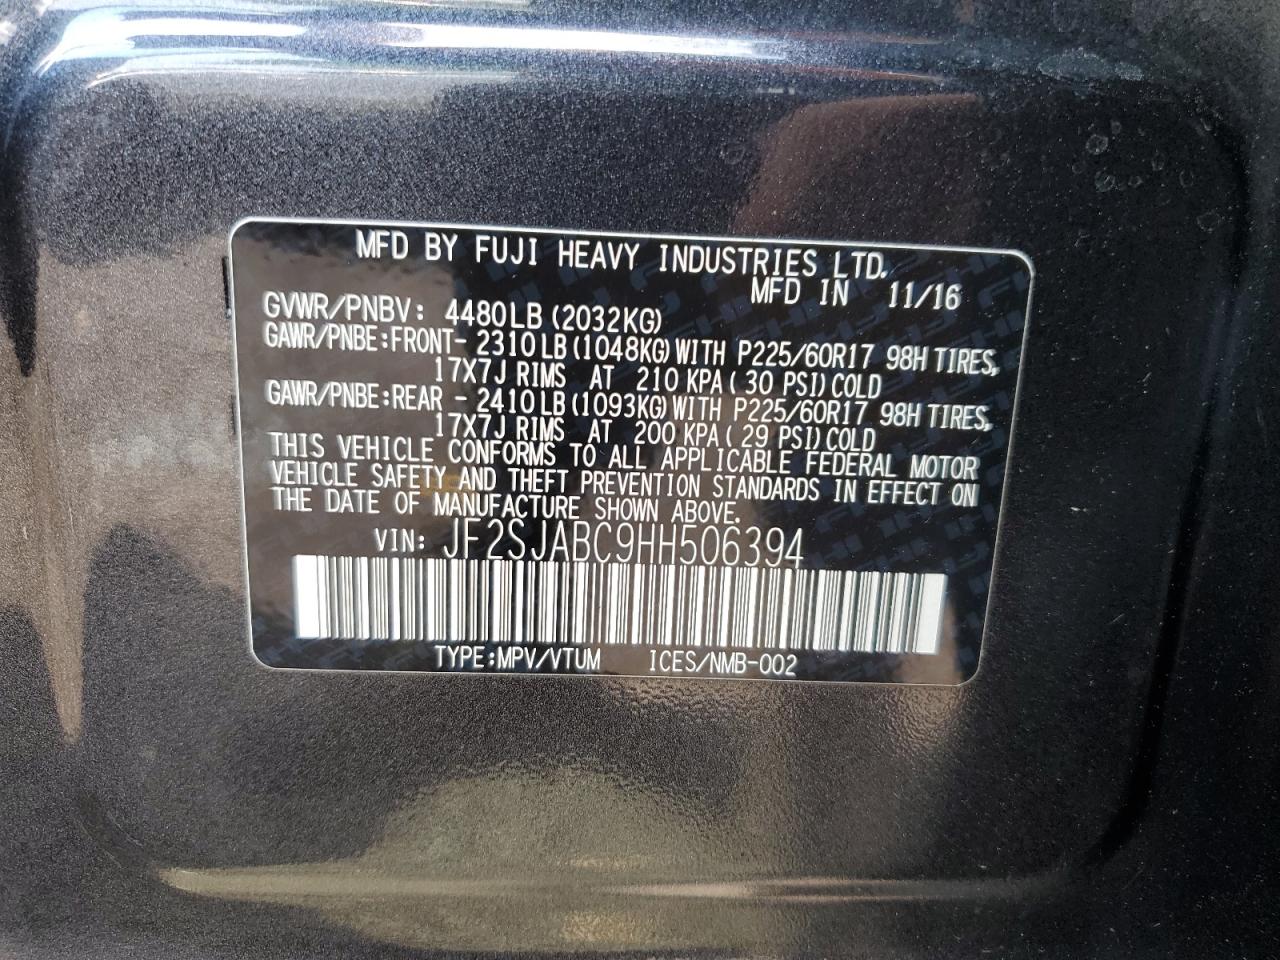 MFD BY FUJI HEAVY INDUSTRIES LTD.
MFD IN 11/16
GVWR/PNBV: 4480LB (2032KG)
GAWR/PNBE:FRONT- 2310 LB (1048KG) WITH P225/60R17 98H TIRES,
17X7J RIMS AT 210 KPA ( 30 PSI) COLD
GAWR/PNBE:REAR - 2410 LB (1093KG) WITH P225/60R17 98H TIRES,
17X7J RIMS AT 200 KPA ( 29 PSI) COLD
THIS VEHICLE CONFORMS TO ALL APPLICABLE FEDERAL MOTOR
VEHICLE SAFETY AND THEFT PREVENTION STANDARDS IN EFFECT ON
THE DATE OF MANUFACTURE SHOWN ABOVE.
VIN: JF2SJABC9HH506394
TYPE:MPV/VTUM ICES/NMB-002